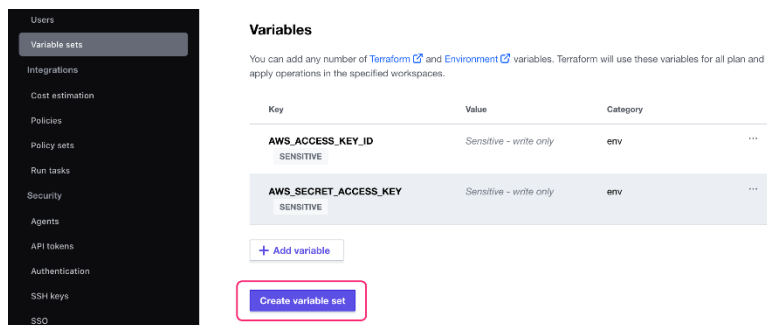 Users
Variable sets
Integrations
Cost estimation
Policies
Policy sets
Run tasks
Security
Agents
API tokens
Authentication
SSH keys
SSO
Variables
You can add any number of Terraform and Environment variables. Terraform will use these variables for all plan and
apply operations in the specified workspaces.
Key Value Category
AWS_ACCESS_KEY_ID Sensitive - write only env ...
SENSITIVE
AWS_SECRET_ACCESS_KEY Sensitive - write only env ...
SENSITIVE
+ Add variable
Create variable set